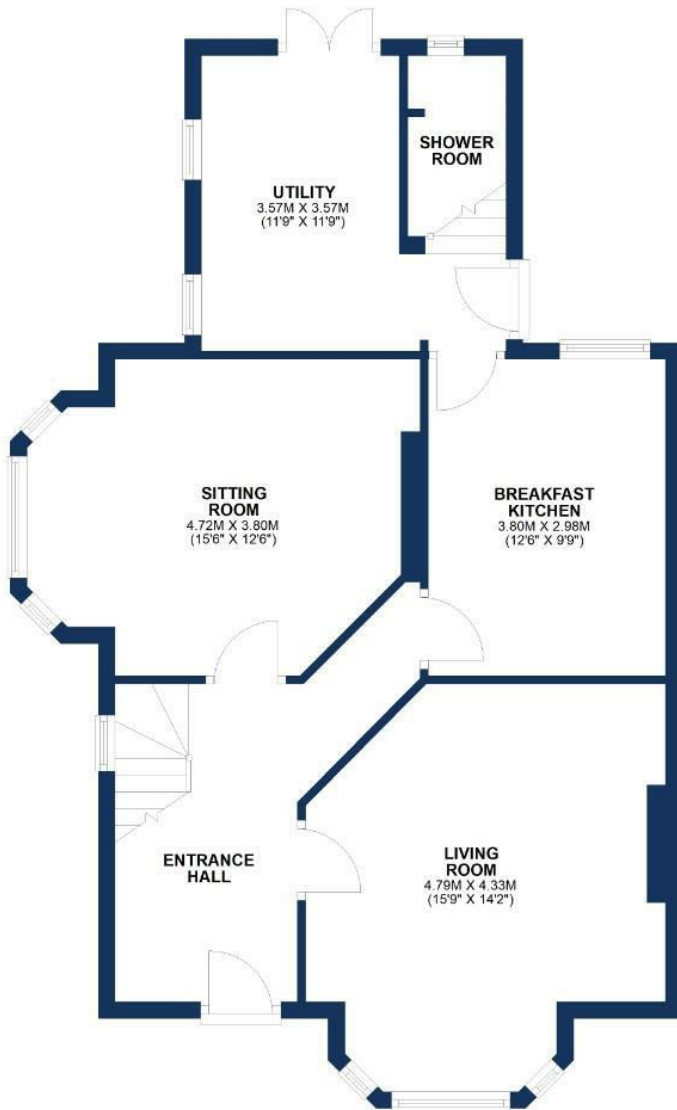 UTILITY
3.57M X 3.57M
(11'9" X 11'9")
SHOWER
ROOM
SITTING
ROOM
4.72M X 3.80M
(15'6" X 12'6")
BREAKFAST
KITCHEN
3.80M X 2.98M
(12'6" X 9'9")
ENTRANCE
HALL
LIVING
ROOM
4.79M X 4.33M
(15'9" X 14'2")